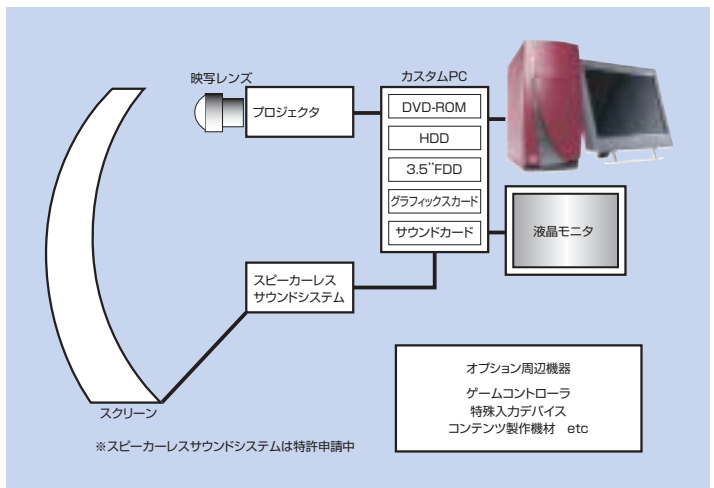 映写レンズ
プロジェクタ
カスタムPC
DVD-ROM
HDD
3.5¨FDD
グラフィックスカード
サウンドカード
液晶モニタ
スピーカーレス
サウンドシステム
スクリーン
※スピーカーレスサウンドシステムは特許申請中
オプション周辺機器
ゲームコントローラ
特殊入力デバイス
コンテンツ製作機材　etc